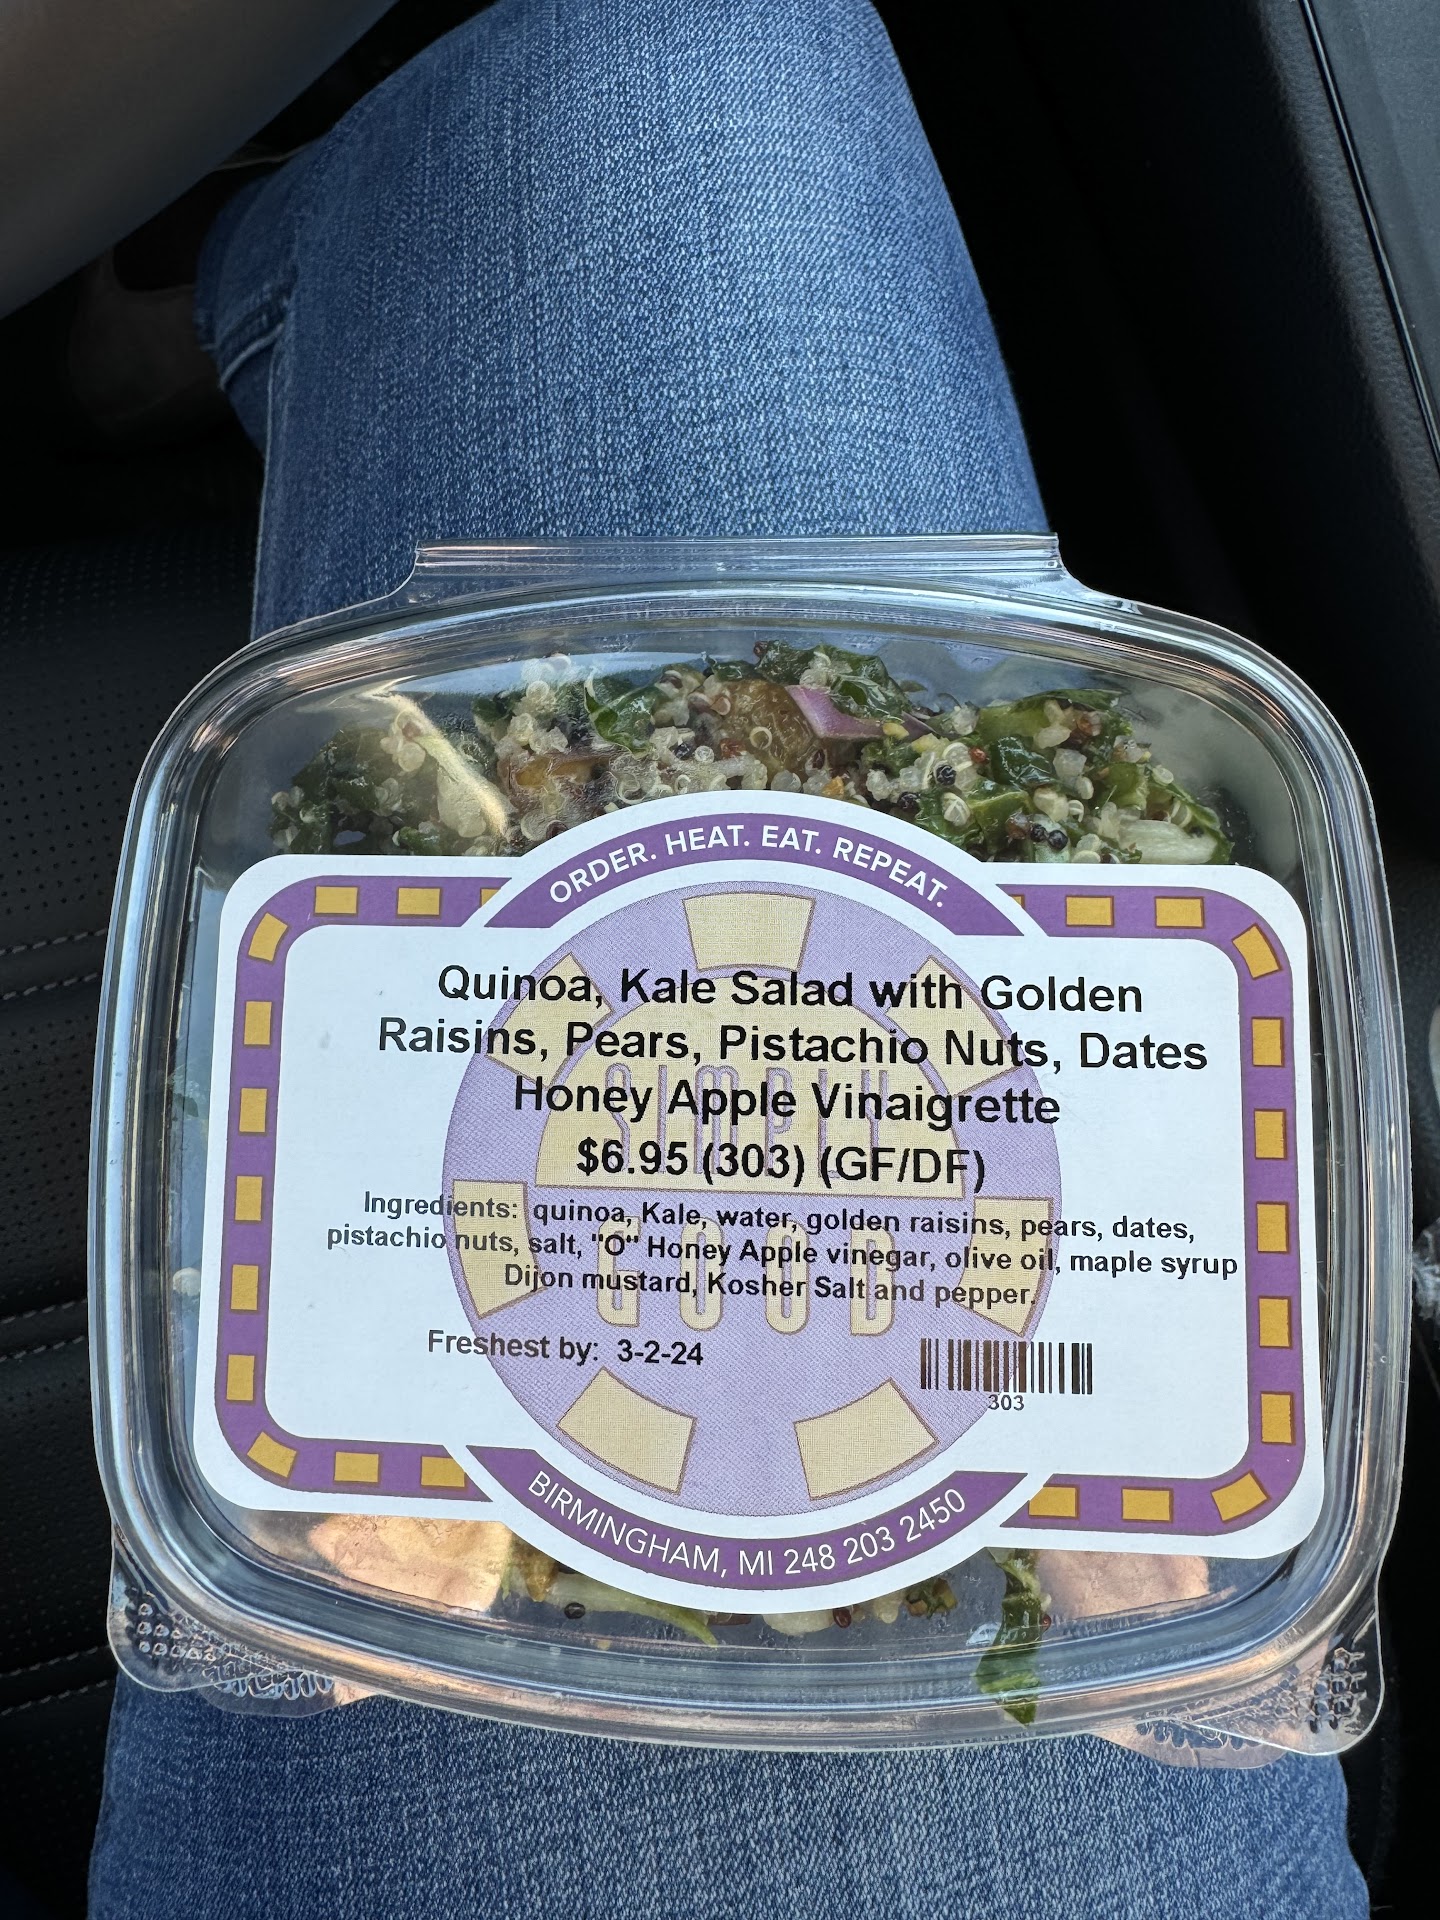 ORDER. HEAT. EAT. REPEAT.
Quinoa, Kale Salad with Golden
Raisins, Pears, Pistachio Nuts, Dates
Honey Apple Vinaigrette
SIMPLY
$6.95 (303) (GF/DF)
Ingredients: quinoa, Kale, water, golden raisins, pears, dates,
pistachio nuts, salt, "O" Honey Apple vinegar, olive oil, maple syrup
Dijon mustard, Kosher Salt and pepper.
GOOD
Freshest by: 3-2-24
303
BIRMINGHAM, MI 248 203 2450